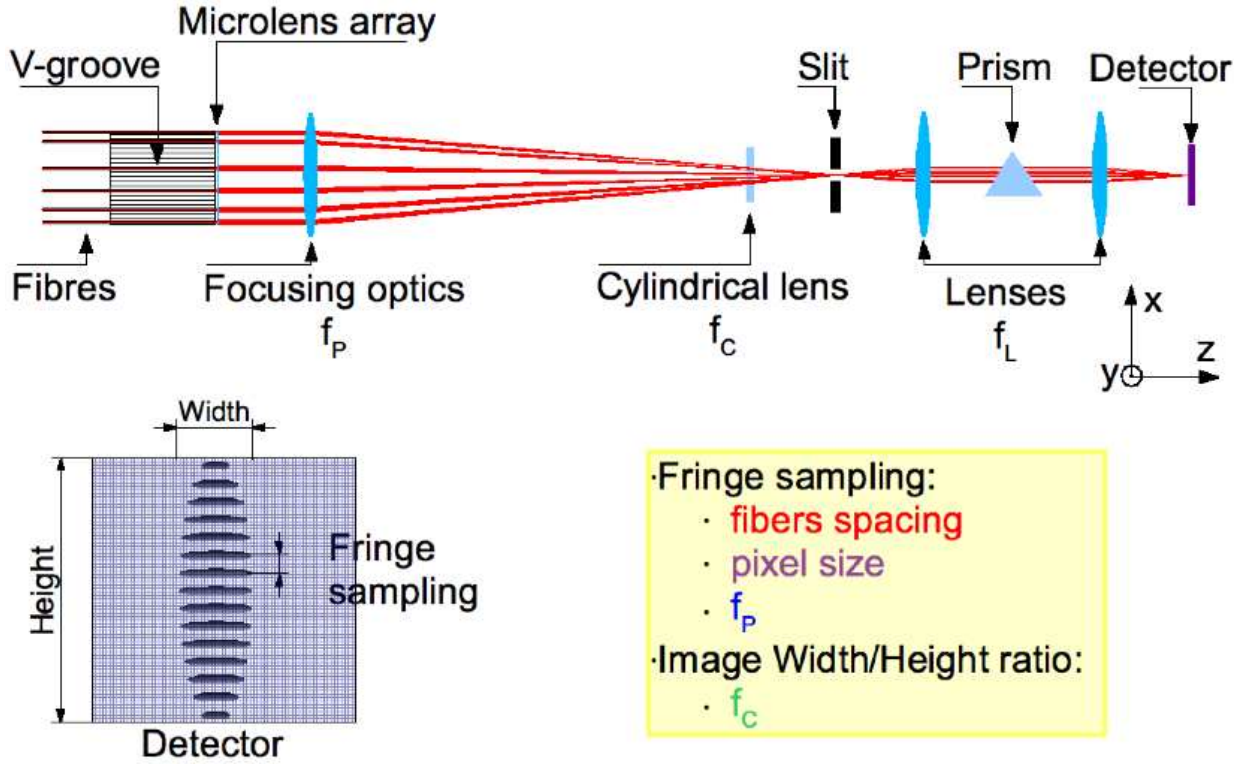 Microlens array
V-groove
Slit
Prism
Detector
Fibres
Focusing optics
f_P
Cylindrical lens
f_C
Lenses
f_L
x
z
y
Width
Height
Fringe
sampling
Detector
·Fringe sampling:
· fibers spacing
· pixel size
· f_P
·Image Width/Height ratio:
· f_C